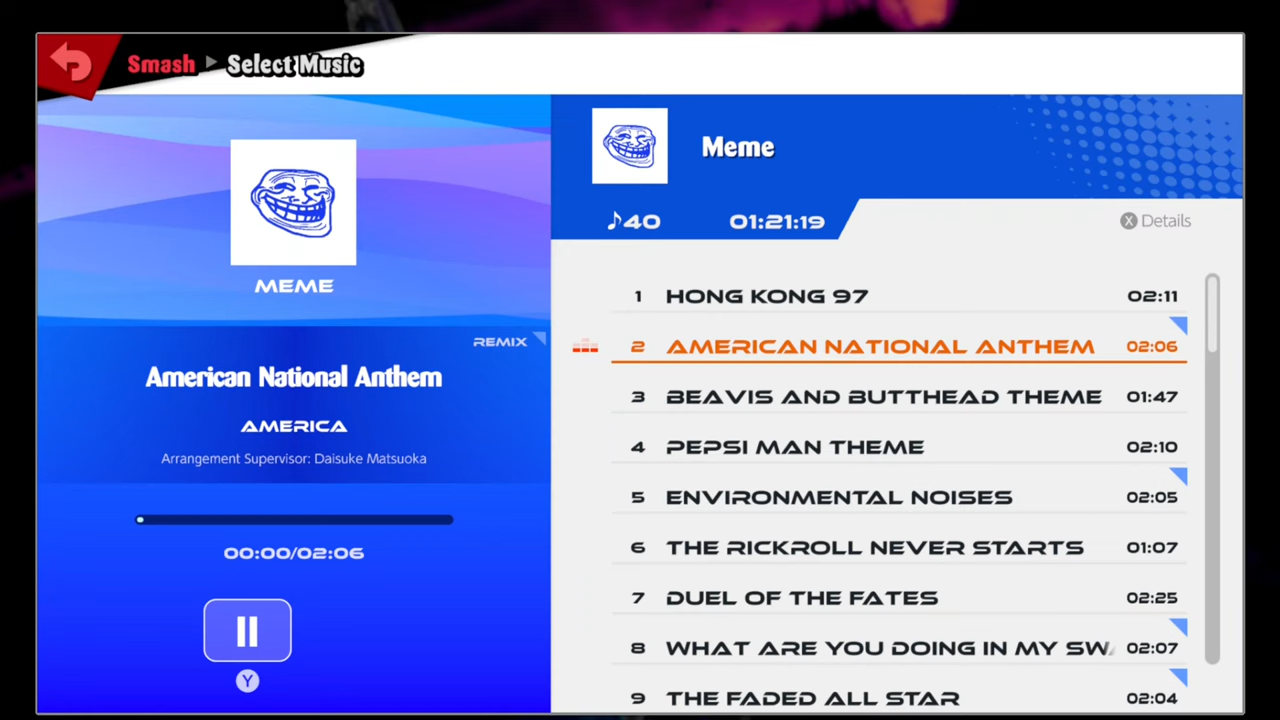 Smash ▶ Select Music
MEME
REMIX
American National Anthem
AMERICA
Arrangement Supervisor: Daisuke Matsuoka
00:00/02:06
Y
Meme
♪40 01:21:19
X Details
1 HONG KONG 97 02:11
2 AMERICAN NATIONAL ANTHEM 02:06
3 BEAVIS AND BUTTHEAD THEME 01:47
4 PEPSI MAN THEME 02:10
5 ENVIRONMENTAL NOISES 02:05
6 THE RICKROLL NEVER STARTS 01:07
7 DUEL OF THE FATES 02:25
8 WHAT ARE YOU DOING IN MY SW 02:07
9 THE FADED ALL STAR 02:04